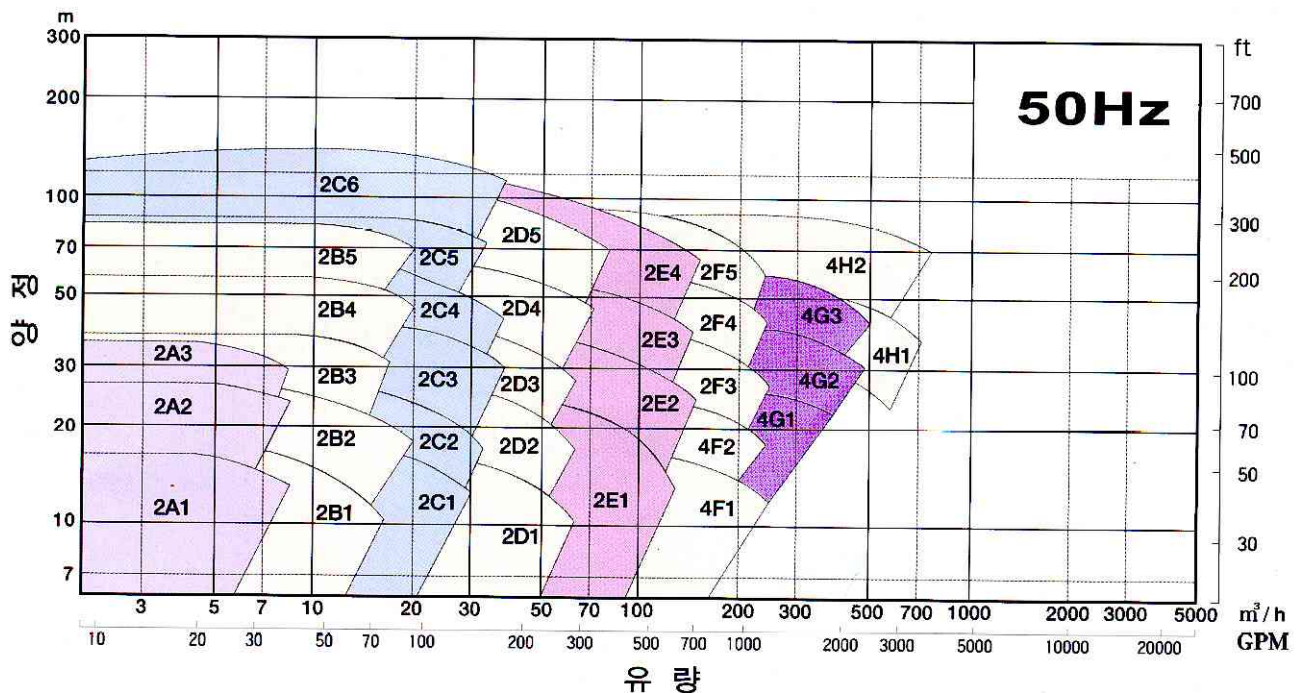 m
ft
50Hz
300
200
100
70
50
30
20
10
7
700
500
300
200
100
70
50
30
양정
2C6
2B5 2C5 2D5 2E4 2F5 4H2
2B4 2C4 2D4 2E3 2F4 4G3 4H1
2A3 2B3 2C3 2D3 2E2 2F3 4G2
2A2 2B2 2C2 2D2 4F2 4G1
2A1 2B1 2C1 2D1 2E1 4F1
3 5 7 10 20 30 50 70 100 200 300 500 700 1000 2000 3000 5000 m³/h
10 20 30 50 70 100 200 300 500 700 1000 2000 3000 5000 10000 20000 GPM
유량